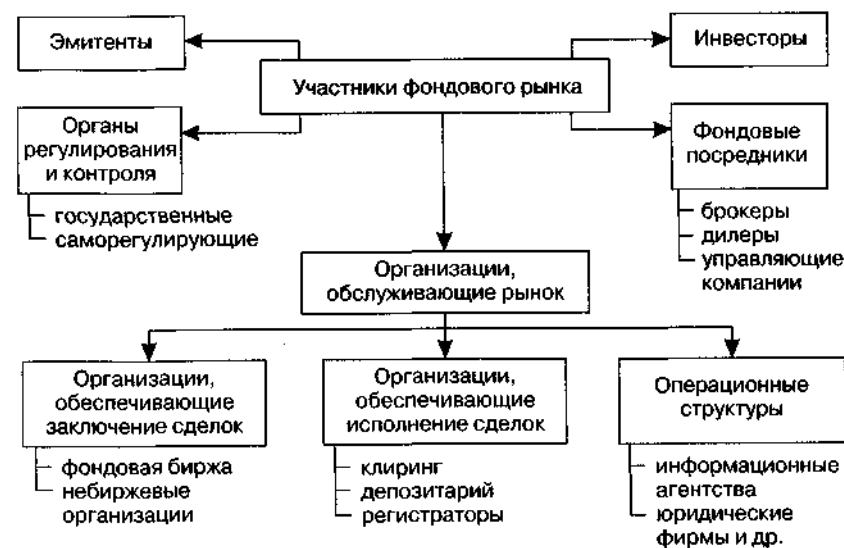 Эмитенты
Инвесторы
Участники фондового рынка
Органы
регулирования
и контроля
государственные
саморегулирующие
Фондовые
посредники
брокеры
дилеры
управляющие
компании
Организации,
обслуживающие рынок
Организации,
обеспечивающие
заключение сделок
фондовая биржа
небиржевые
организации
Организации,
обеспечивающие
исполнение сделок
клиринг
депозитарий
регистраторы
Операционные
структуры
информационные
агентства
юридические
фирмы и др.